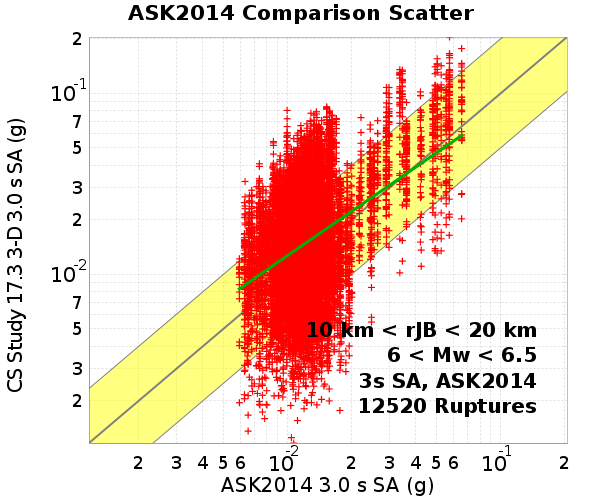 ASK2014 Comparison Scatter
CS Study 17.3 3-D 3.0 s SA (g)
2
10-1
7
5
3
2
10-2
7
5
3
2
10 km < rJB < 20 km
6 < Mw < 6.5
3s SA, ASK2014
12520 Ruptures
2 3 4 5 6 10-2 2 3 4 5 6 10-1 2
ASK2014 3.0 s SA (g)